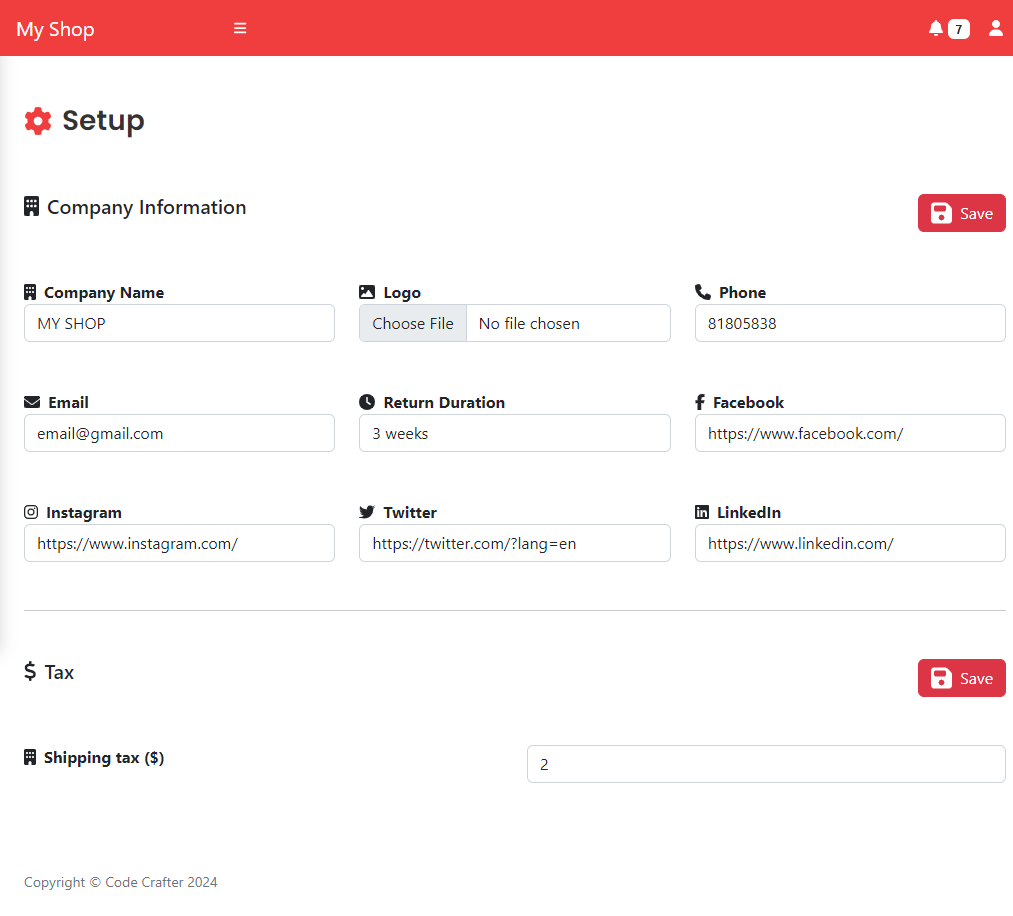 My Shop
7
Setup
Company Information
Save
Company Name
Logo
Phone
MY SHOP
Choose File
No file chosen
81805838
Email
Return Duration
Facebook
email@gmail.com
3 weeks
https://www.facebook.com/
Instagram
Twitter
LinkedIn
https://www.instagram.com/
https://twitter.com/?lang=en
https://www.linkedin.com/
Tax
Save
Shipping tax ($)
2
Copyright © Code Crafter 2024